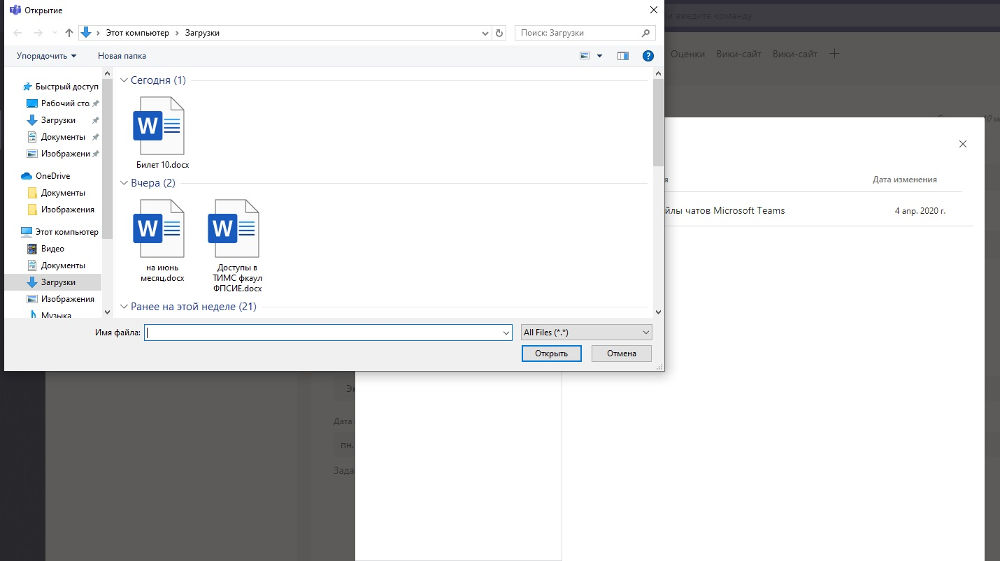 Открытие
ли введите команду
Этот компьютер
Загрузки
Поиск: Загрузки
Упорядочить
Новая папка
Оценки
Вики-сайт
Вики-сайт
Быстрый доступ
Рабочий сто.
Загрузки
Документы
Изображени
OneDrive
Документы
Изображения
Этот компьютер
Видео
Документы
Загрузки
Изображения
Музыка
Сегодня (1)
W
Билет 10.docx
Вчера (2)
W
W
на июнь
месяц.docx
Доступы в
ТИМС фкаул
ФПСИЕ.docx
Ранее на этой неделе (21)
Имя файла:
All Files (*.*)
Открыть
Отмена
я
Дата изменения
йлы чатов Microsoft Teams
4 апр. 2020 г.
Эк
Дата
пн,
Зада